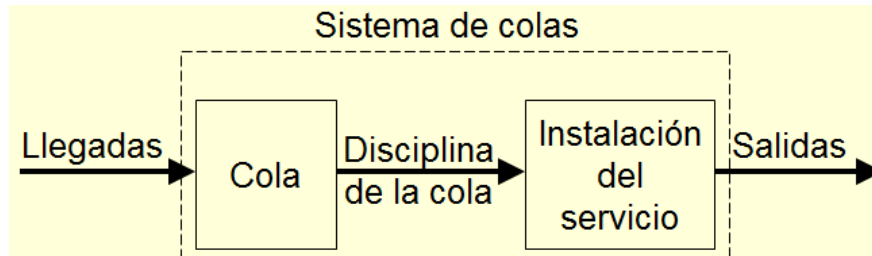 Sistema de colas
Llegadas
Cola
Disciplina
de la cola
Instalación
del
servicio
Salidas